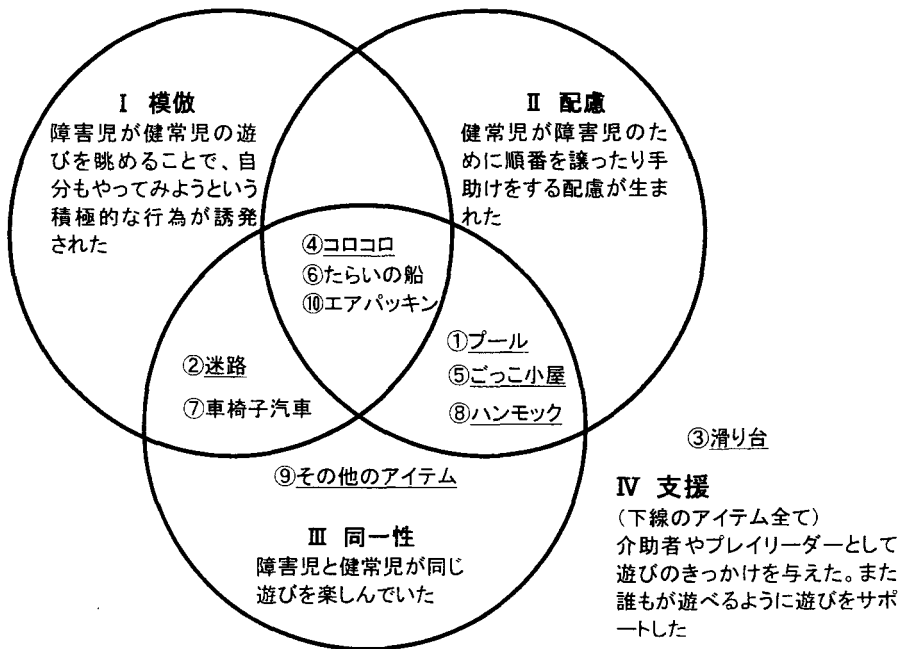 Ⅰ 模倣
障害児が健常児の遊
びを眺めることで、自
分もやってみようという
積極的な行為が誘発
された
Ⅱ 配慮
健常児が障害児のた
めに順番を譲ったり手
助けをする配慮が生ま
れた
④コロコロ
⑥たらいの船
⑩エアパッキン
①プール
⑤ごっこ小屋
⑧ハンモック
②迷路
⑦車椅子汽車
③滑り台
⑨その他のアイテム
Ⅲ 同一性
障害児と健常児が同じ
遊びを楽しんでいた
Ⅳ 支援
(下線のアイテム全て)
介助者やプレイリーダーとして
遊びのきっかけを与えた。また
誰もが遊べるように遊びをサポ
ートした